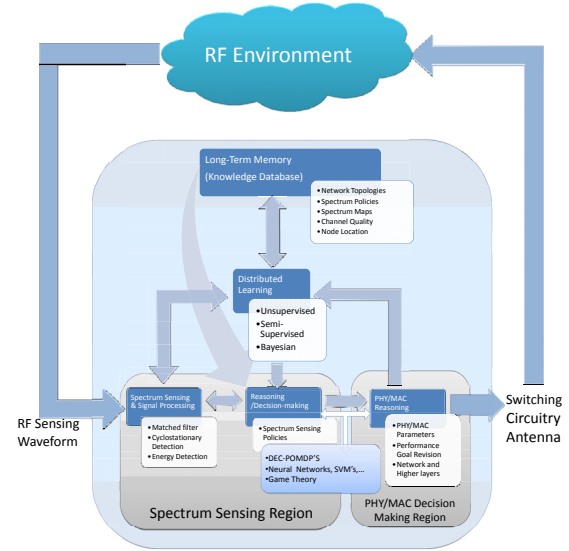 RF Environment
Long-Term Memory
(Knowledge Database)
•Network Topologies
•Spectrum Policies
•Spectrum Maps
•Channel Quality
•Node Location
Distributed
Learning
•Unsupervised
•Semi-
Supervised
•Bayesian
Spectrum Sensing
& Signal Processing
•Matched filter
•Cyclostationary
Detection
•Energy Detection
Reasoning
/Decision-making
•Spectrum Sensing
Policies
•DEC-POMDP'S
•Neural Networks, SVM's,...
•Game Theory
PHY/MAC
Reasoning
•PHY/MAC
Parameters
•Performance
Goal Revision
•Network and
Higher layers
Spectrum Sensing Region
PHY/MAC Decision
Making Region
RF Sensing
Waveform
Switching
Circuitry
Antenna